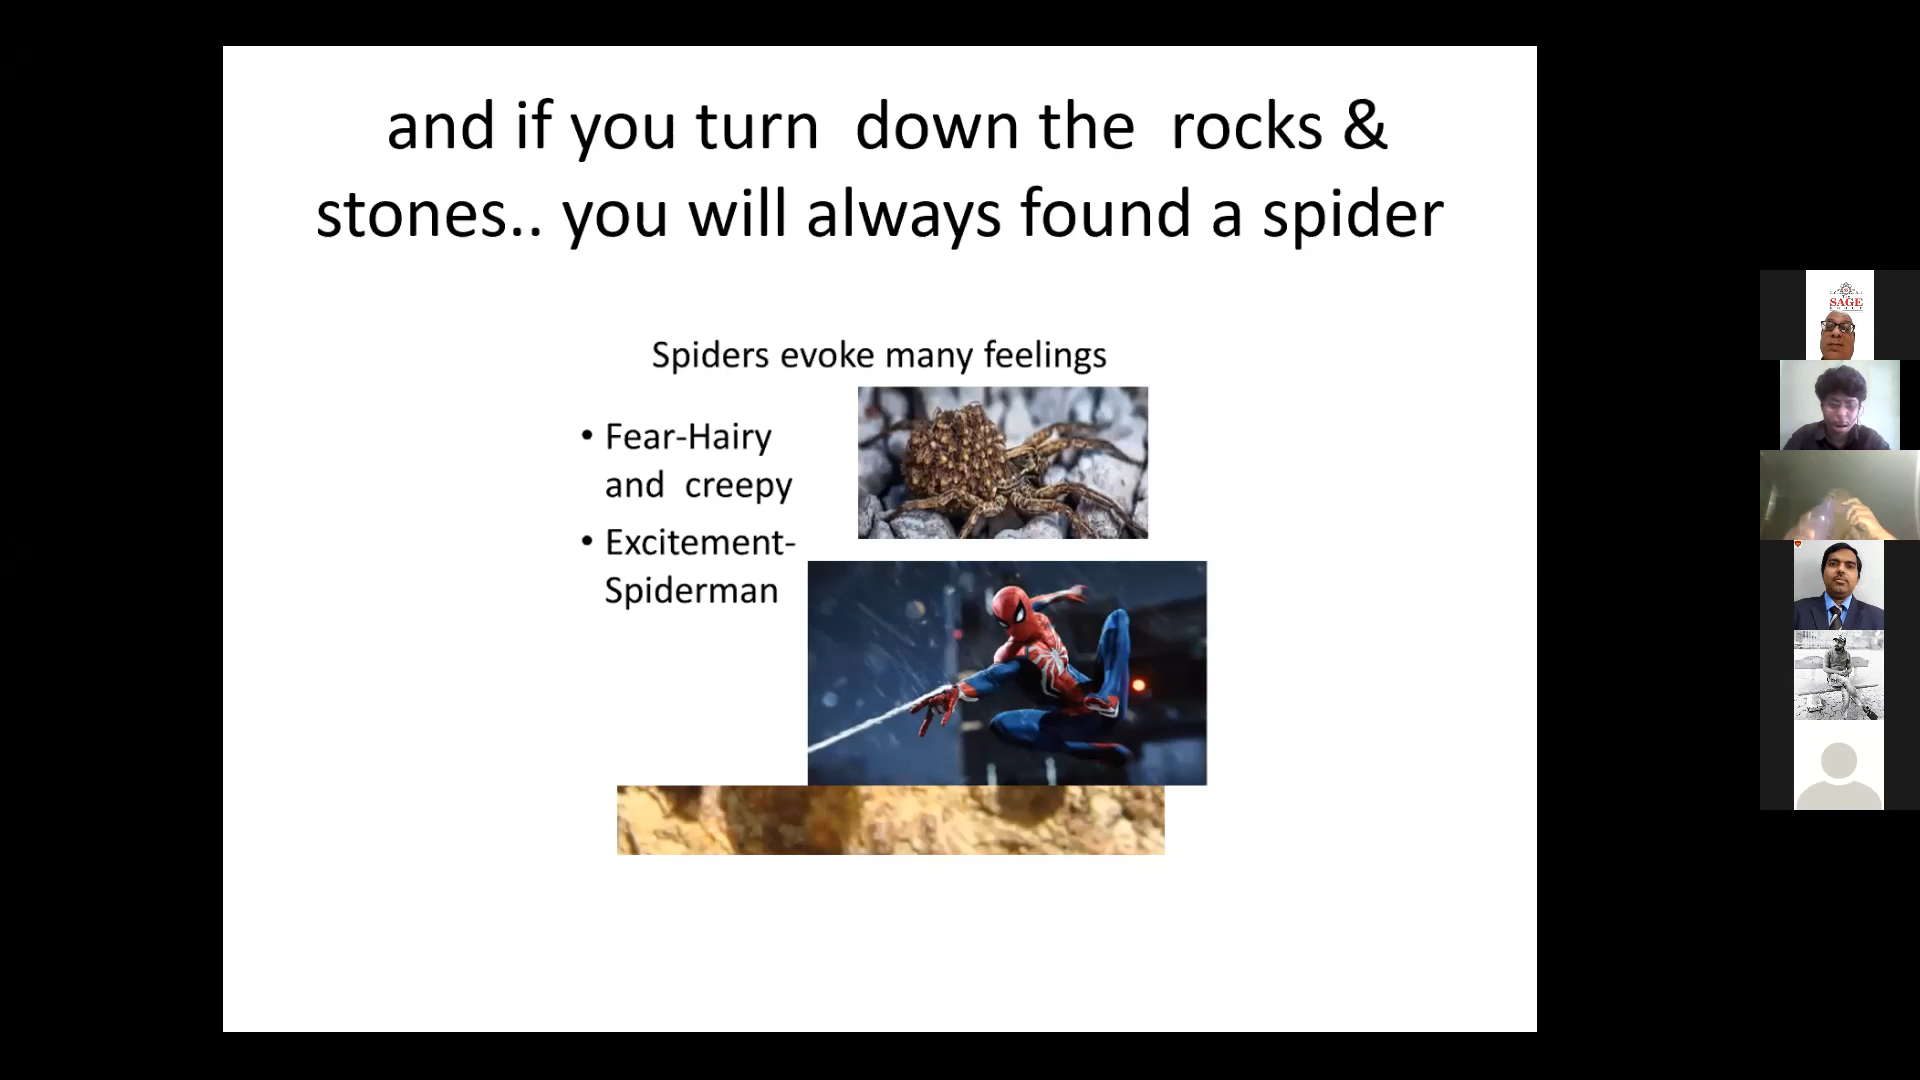 and if you turn down the rocks &
stones.. you will always found a spider
Spiders evoke many feelings
• Fear-Hairy
and creepy
• Excitement-
Spiderman
SAGE